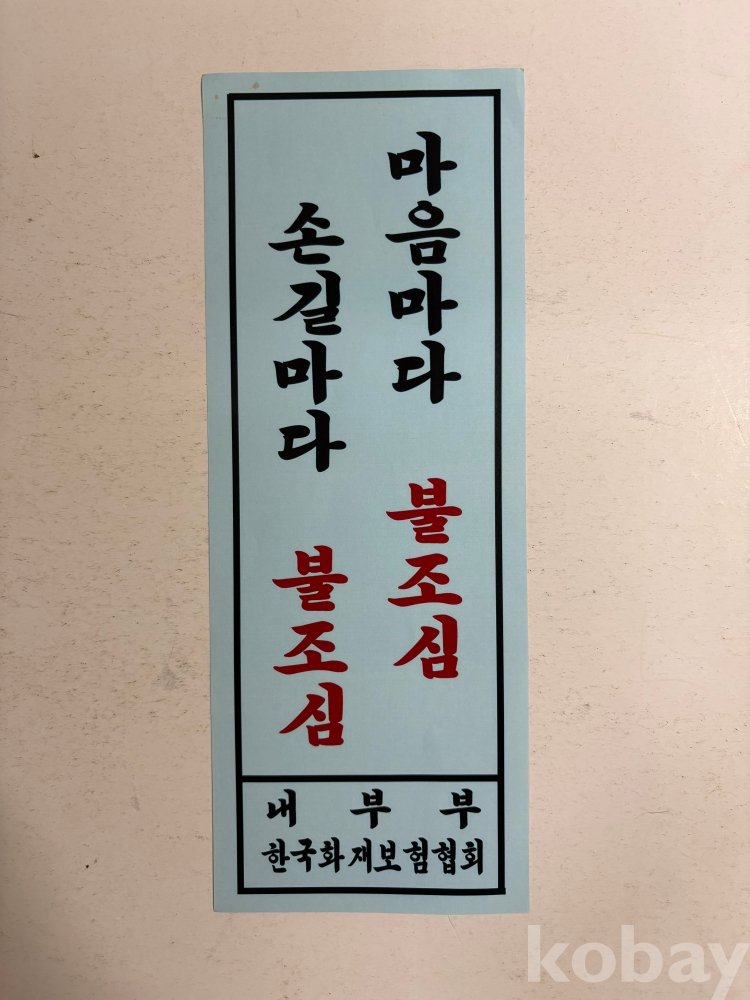 마음마다 불조심
손길마다 불조심
내 부 부
한국화재보험협회
kobay